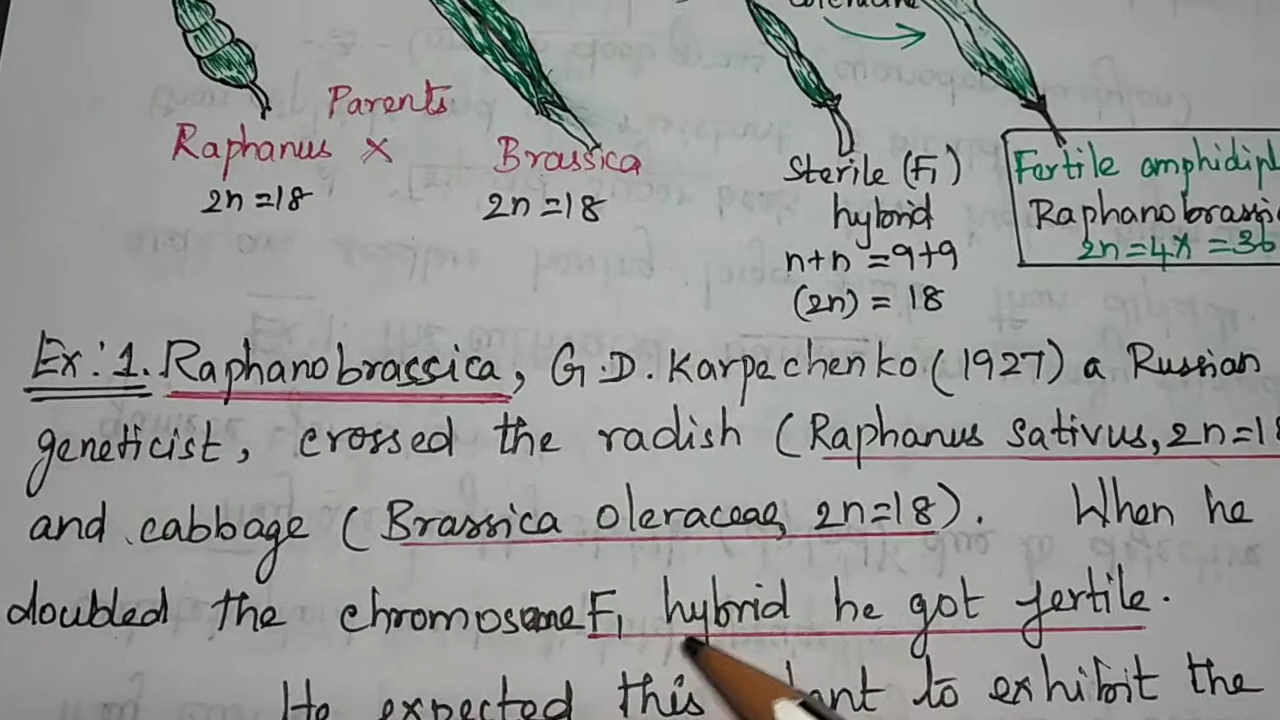 Parents
Raphanus × Brassica
2n=18 2n=18
Sterile (F1)
hybrid
n+n =9+9
(2n) = 18
Fertile amphidipl
Raphanobrassi
2n=4x=36
Ex:1. Raphanobrassica, G.D. Karpechenko (1927) a Russian
geneticist, crossed the radish (Raphanus sativus, 2n=18
and cabbage (Brassica oleraceae, 2n=18). When he
doubled the chromosome F1 hybrid he got fertile.
He expected this to exhibit the